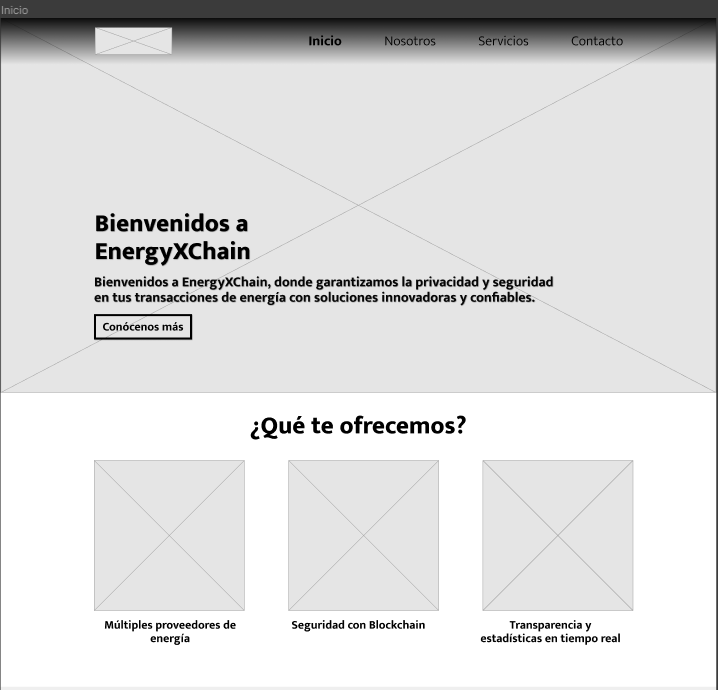 Inicio
Inicio Nosotros Servicios Contacto
Bienvenidos a
EnergyXChain
Bienvenidos a EnergyXChain, donde garantizamos la privacidad y seguridad
en tus transacciones de energía con soluciones innovadoras y confiables.
Conócenos más
¿Qué te ofrecemos?
Múltiples proveedores de
energía
Seguridad con Blockchain
Transparencia y
estadísticas en tiempo real